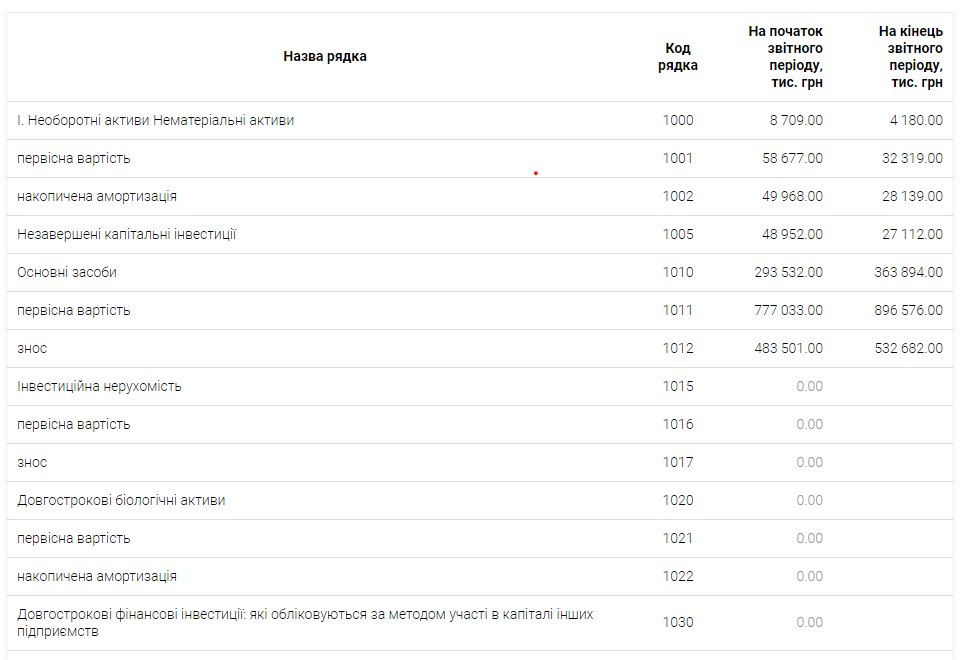 Назва рядка Код рядка На початок звітного періоду, тис. грн На кінець звітного періоду, тис. грн
І. Необоротні активи Нематеріальні активи 1000 8 709.00 4 180.00
первісна вартість 1001 58 677.00 32 319.00
накопичена амортизація 1002 49 968.00 28 139.00
Незавершені капітальні інвестиції 1005 48 952.00 27 112.00
Основні засоби 1010 293 532.00 363 894.00
первісна вартість 1011 777 033.00 896 576.00
знос 1012 483 501.00 532 682.00
Інвестиційна нерухомість 1015 0.00
первісна вартість 1016 0.00
знос 1017 0.00
Довгострокові біологічні активи 1020 0.00
первісна вартість 1021 0.00
накопичена амортизація 1022 0.00
Довгострокові фінансові інвестиції: які обліковуються за методом участі в капіталі інших
підприємств 1030 0.00